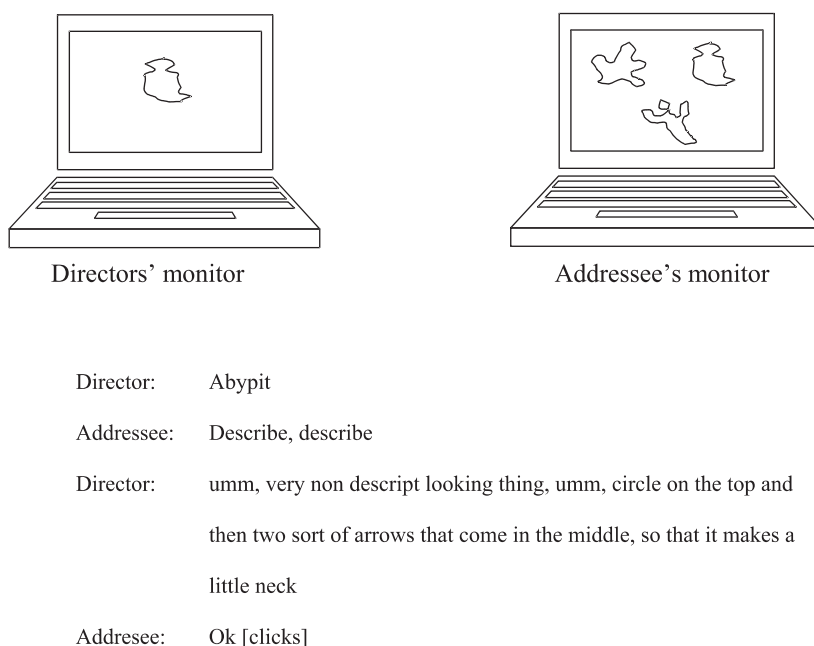 Directors’ monitor
Addressee’s monitor
Director: Abypit
Addressee: Describe, describe
Director: umm, very non descript looking thing, umm, circle on the top and
then two sort of arrows that come in the middle, so that it makes a
little neck
Addresee: Ok [clicks]